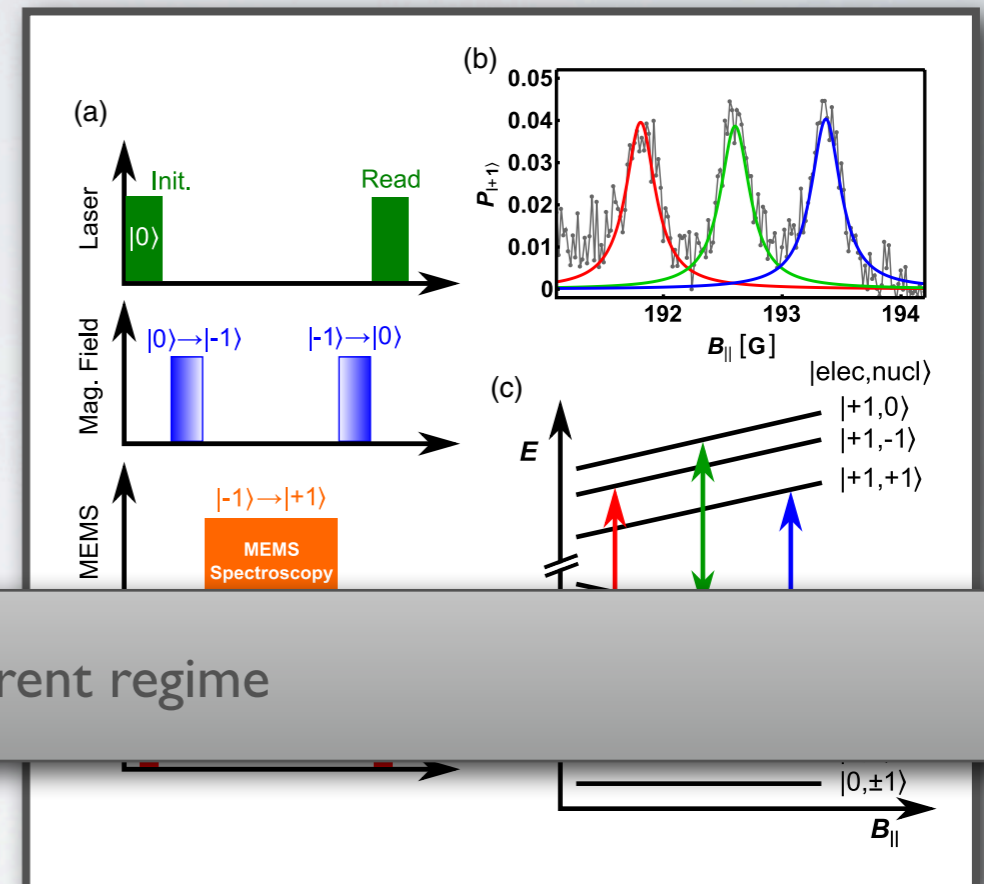 (a)
Laser
Init.
|0⟩
Read
Mag. Field
|0⟩→|-1⟩
|-1⟩→|0⟩
MEMS
|-1⟩→|+1⟩
MEMS
Spectroscopy
(b)
P|+1⟩
0.05
0.04
0.03
0.02
0.01
0
192
193
194
B|| [G]
(c)
|elec,nucl⟩
E
|+1,0⟩
|+1,-1⟩
|+1,+1⟩
rent regime
|0,±1⟩
B||